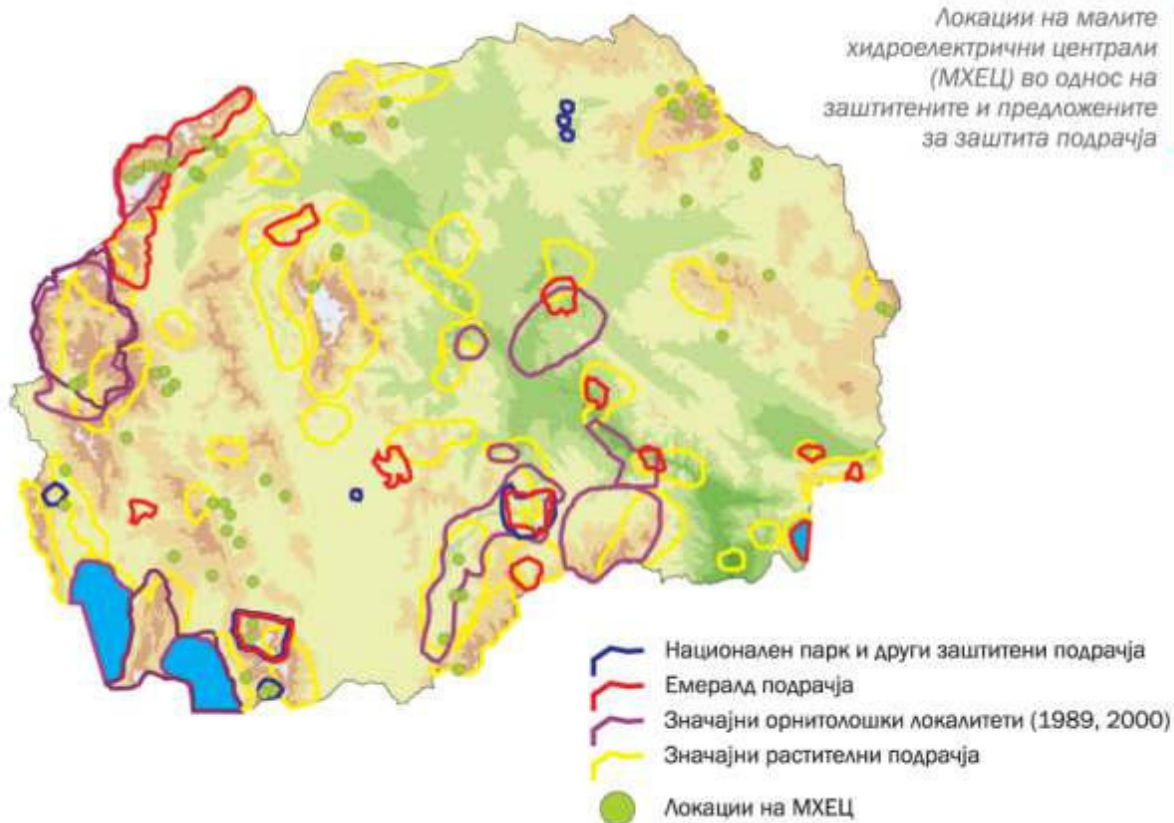 Локации на малите
хидроелектрични централи
(МХЕЦ) во однос на
заштитените и предложените
за заштита подрачја
Национален парк и други заштитени подрачја
Емералд подрачја
Значајни орнитолошки локалитети (1989, 2000)
Значајни растителни подрачја
Локации на МХЕЦ